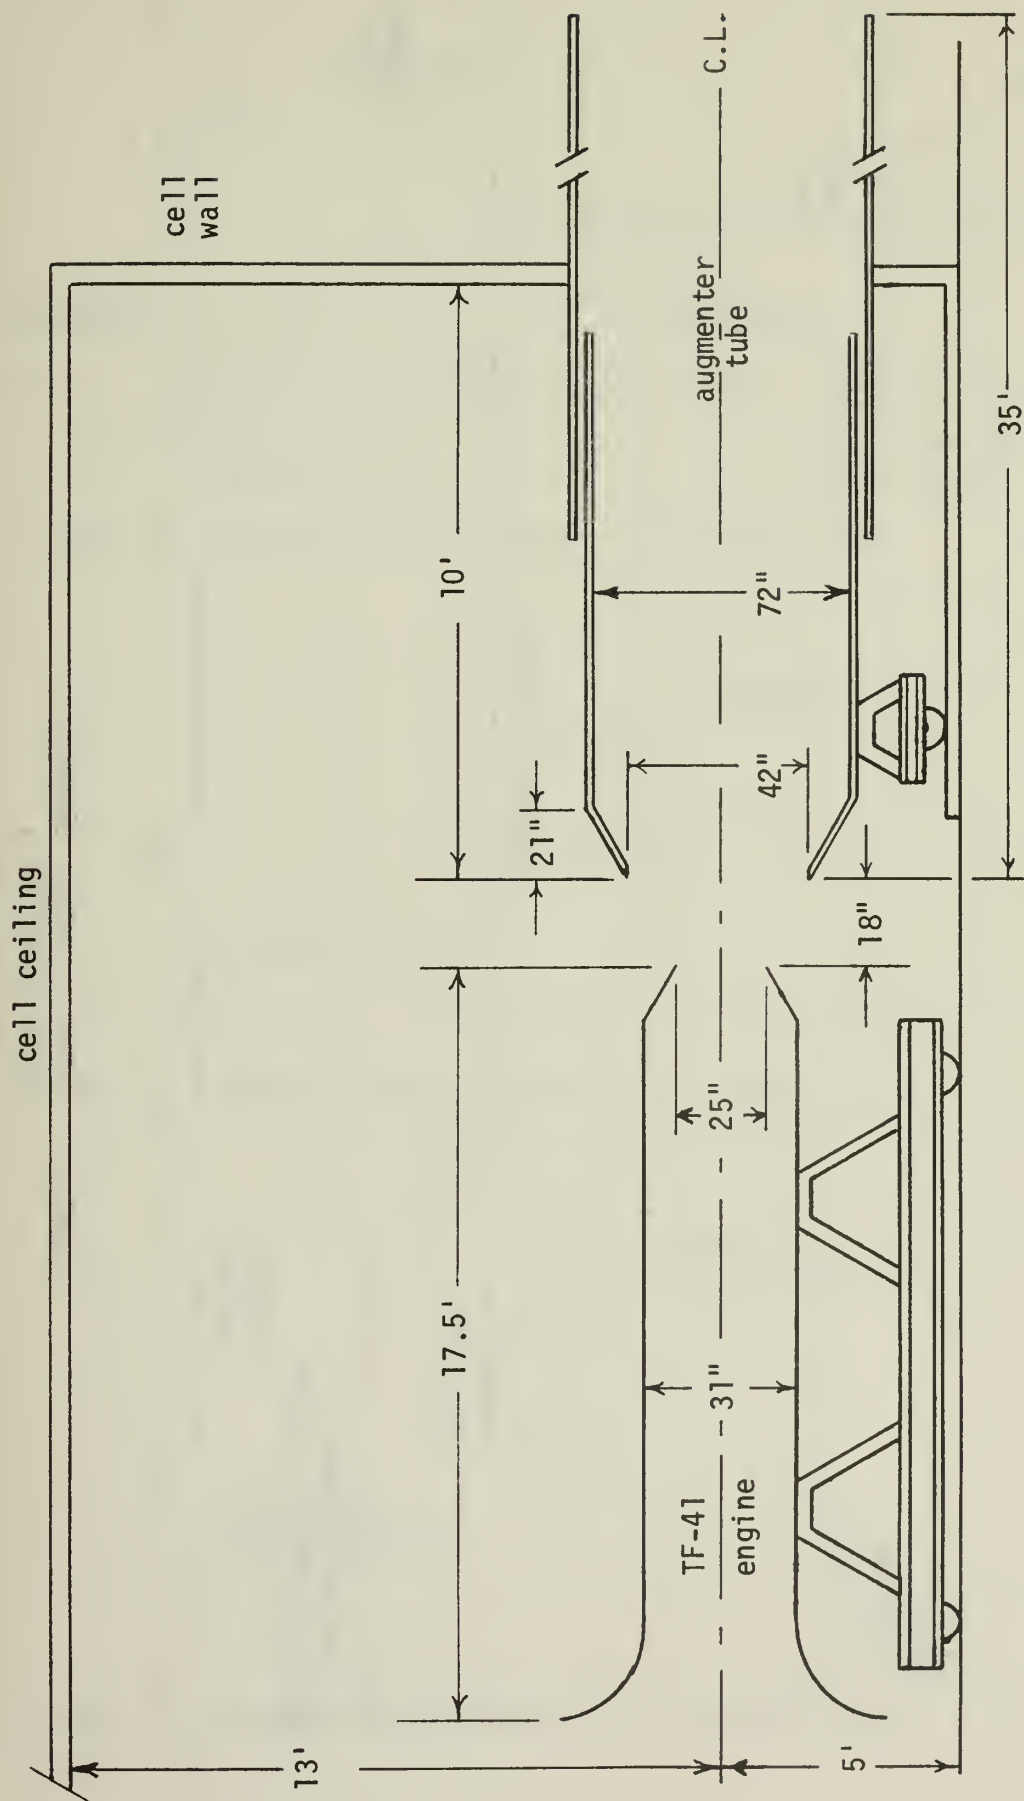 cell ceiling
cell
wall
13'
17.5'
10'
21"
TF-41
engine
31"
25"
42"
72"
augmenter
tube
C.L.
5'
18"
35'